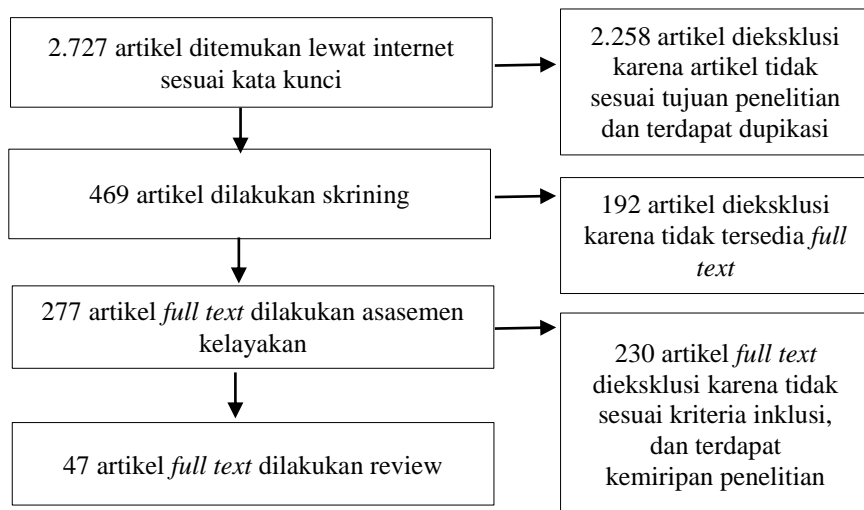 2.727 artikel ditemukan lewat internet
sesuai kata kunci
2.258 artikel dieksklusi
karena artikel tidak
sesuai tujuan penelitian
dan terdapat dupikasi
469 artikel dilakukan skrining
192 artikel dieksklusi
karena tidak tersedia full
text
277 artikel full text dilakukan asasemen
kelayakan
230 artikel full text
dieksklusi karena tidak
sesuai kriteria inklusi,
dan terdapat
kemiripan penelitian
47 artikel full text dilakukan review